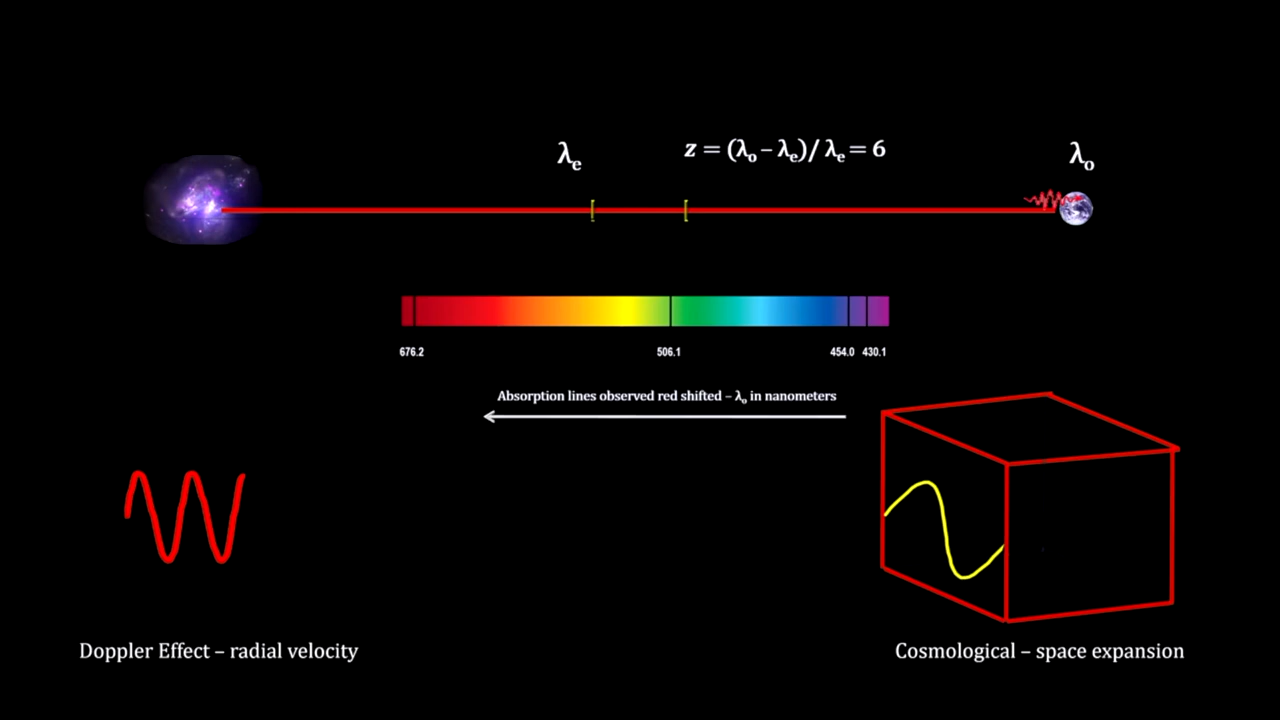 λe
z = (λo – λe)/ λe = 6
λo
676.2
506.1
454.0
430.1
Absorption lines observed red shifted – λo in nanometers
Doppler Effect – radial velocity
Cosmological – space expansion